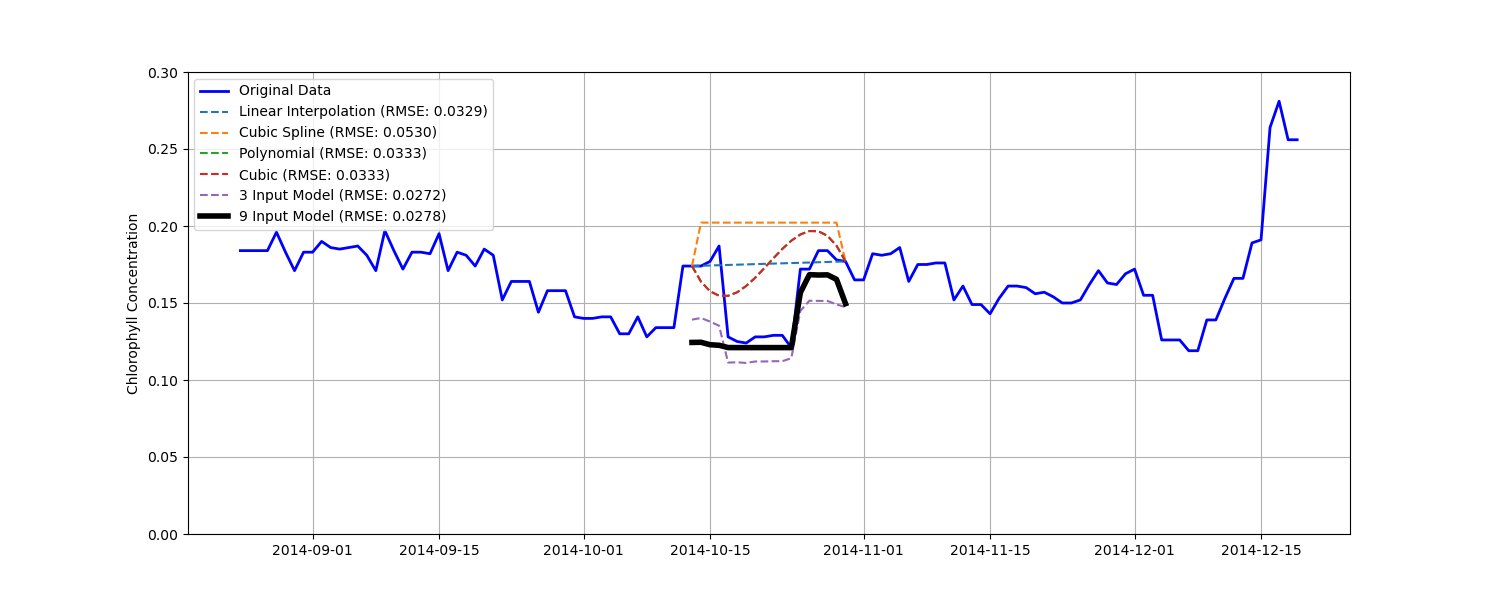 0.30
0.25
0.20
0.15
0.10
0.05
0.00
Chlorophyll Concentration
Original Data
Linear Interpolation (RMSE: 0.0329)
Cubic Spline (RMSE: 0.0530)
Polynomial (RMSE: 0.0333)
Cubic (RMSE: 0.0333)
3 Input Model (RMSE: 0.0272)
9 Input Model (RMSE: 0.0278)
2014-09-01 2014-09-15 2014-10-01 2014-10-15 2014-11-01 2014-11-15 2014-12-01 2014-12-15